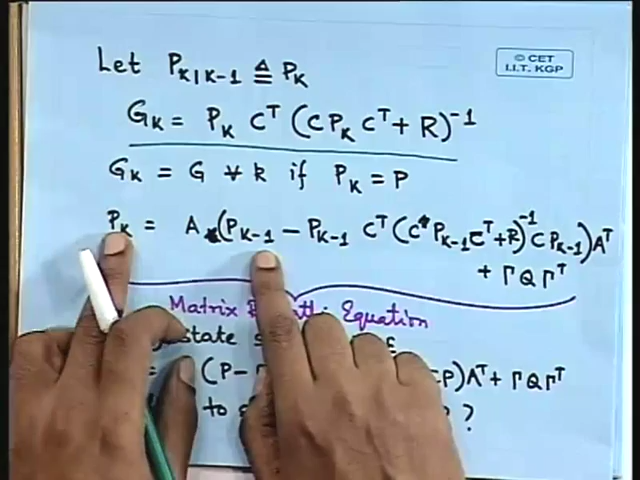 Let P_{K|K-1} ≜ P_K
© CET
I.I.T. KGP
G_K = P_K C^T (C P_K C^T + R)^{-1}
G_K = G ∀ k if P_K = P
P_K = A (P_{K-1} − P_{K-1} C^T (C P_{K-1} C^T + R)^{-1} C P_{K-1}) A^T
+ Γ Q Γ^T
Matrix Equation
state
(P − P) A^T + Γ Q Γ^T
to ?